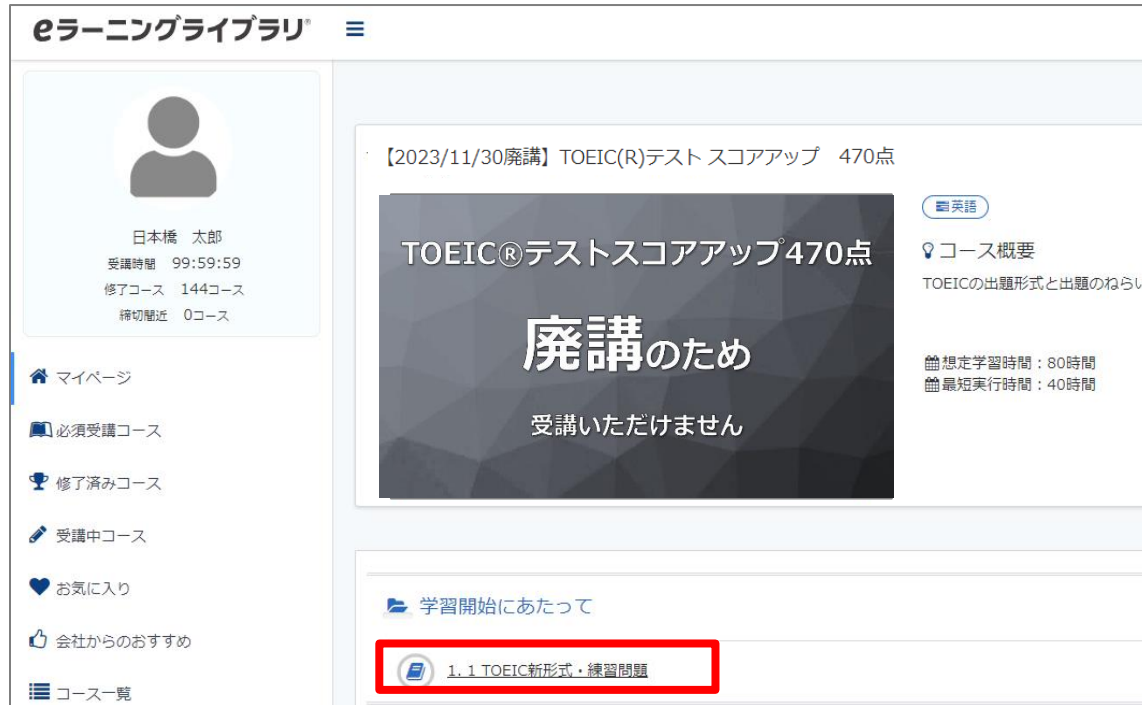 eラーニングライブラリ®
日本橋 太郎
受講時間 99:59:59
修了コース 144コース
締切間近 0コース
マイページ
必須受講コース
修了済みコース
受講中コース
お気に入り
会社からのおすすめ
コース一覧
【2023/11/30廃講】TOEIC(R)テスト スコアアップ 470点
TOEIC®テストスコアアップ470点
廃講のため
受講いただけません
英語
コース概要
TOEICの出題形式と出題のねらい
想定学習時間：80時間
最短実行時間：40時間
学習開始にあたって
1. 1 TOEIC新形式・練習問題